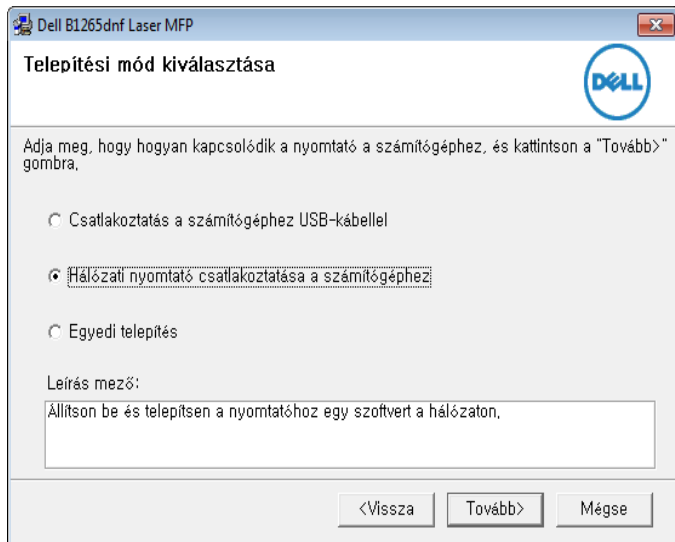 Dell B1265dnf Laser MFP
Telepítési mód kiválasztása
DELL
Adja meg, hogy hogyan kapcsolódik a nyomtató a számítógéphez, és kattintson a "Tovább>"
gombra,
Csatlakoztatás a számítógéphez USB-kábellel
Hálózati nyomtató csatlakoztatása a számítógéphez
Egyedi telepítés
Leírás mező:
Állítson be és telepítsen a nyomtatóhoz egy szoftvert a hálózaton,
<Vissza
Tovább>
Mégse